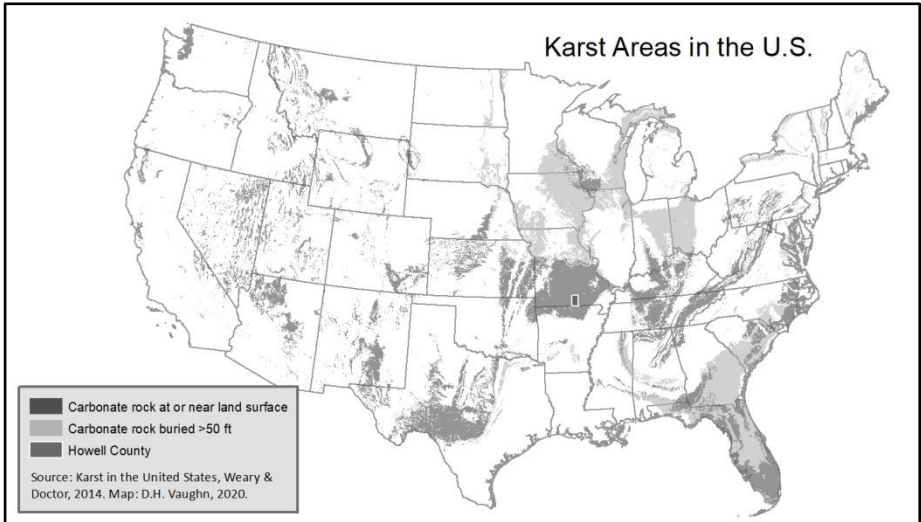 Karst Areas in the U.S.
Carbonate rock at or near land surface
Carbonate rock buried >50 ft
Howell County
Source: Karst in the United States, Weary &
Doctor, 2014. Map: D.H. Vaughn, 2020.